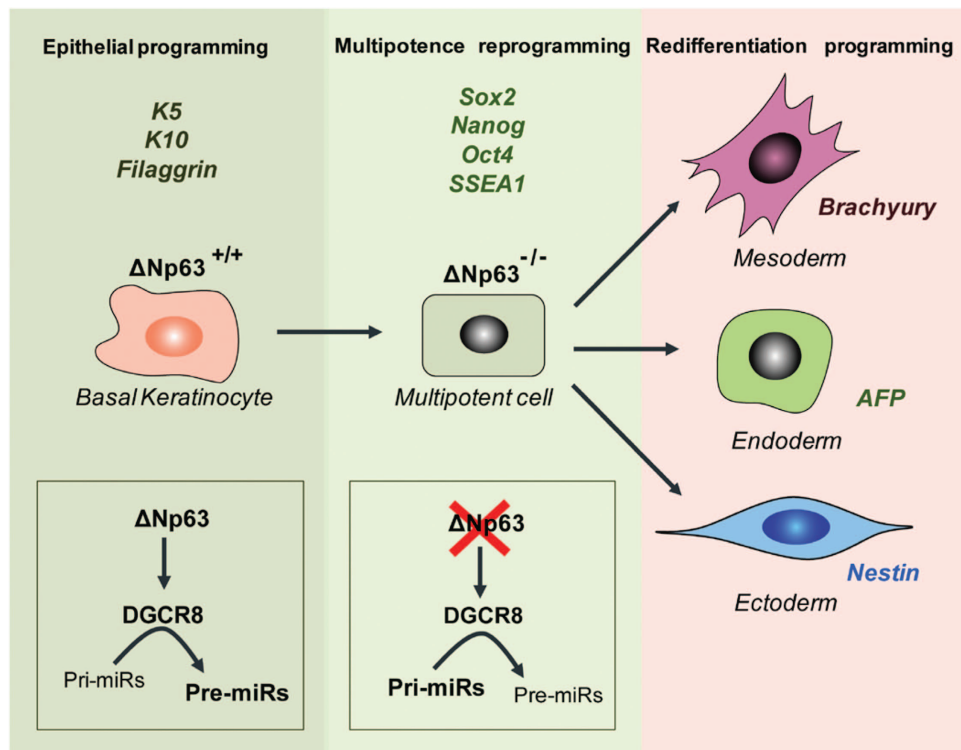 Epithelial programming
Multipotence reprogramming
Redifferentiation programming
K5
K10
Filaggrin
Sox2
Nanog
Oct4
SSEA1
Brachyury
Mesoderm
ΔNp63 +/+
Basal Keratinocyte
ΔNp63 -/-
Multipotent cell
AFP
Endoderm
Nestin
Ectoderm
ΔNp63
DGCR8
Pri-miRs
Pre-miRs
ΔNp63
DGCR8
Pri-miRs
Pre-miRs